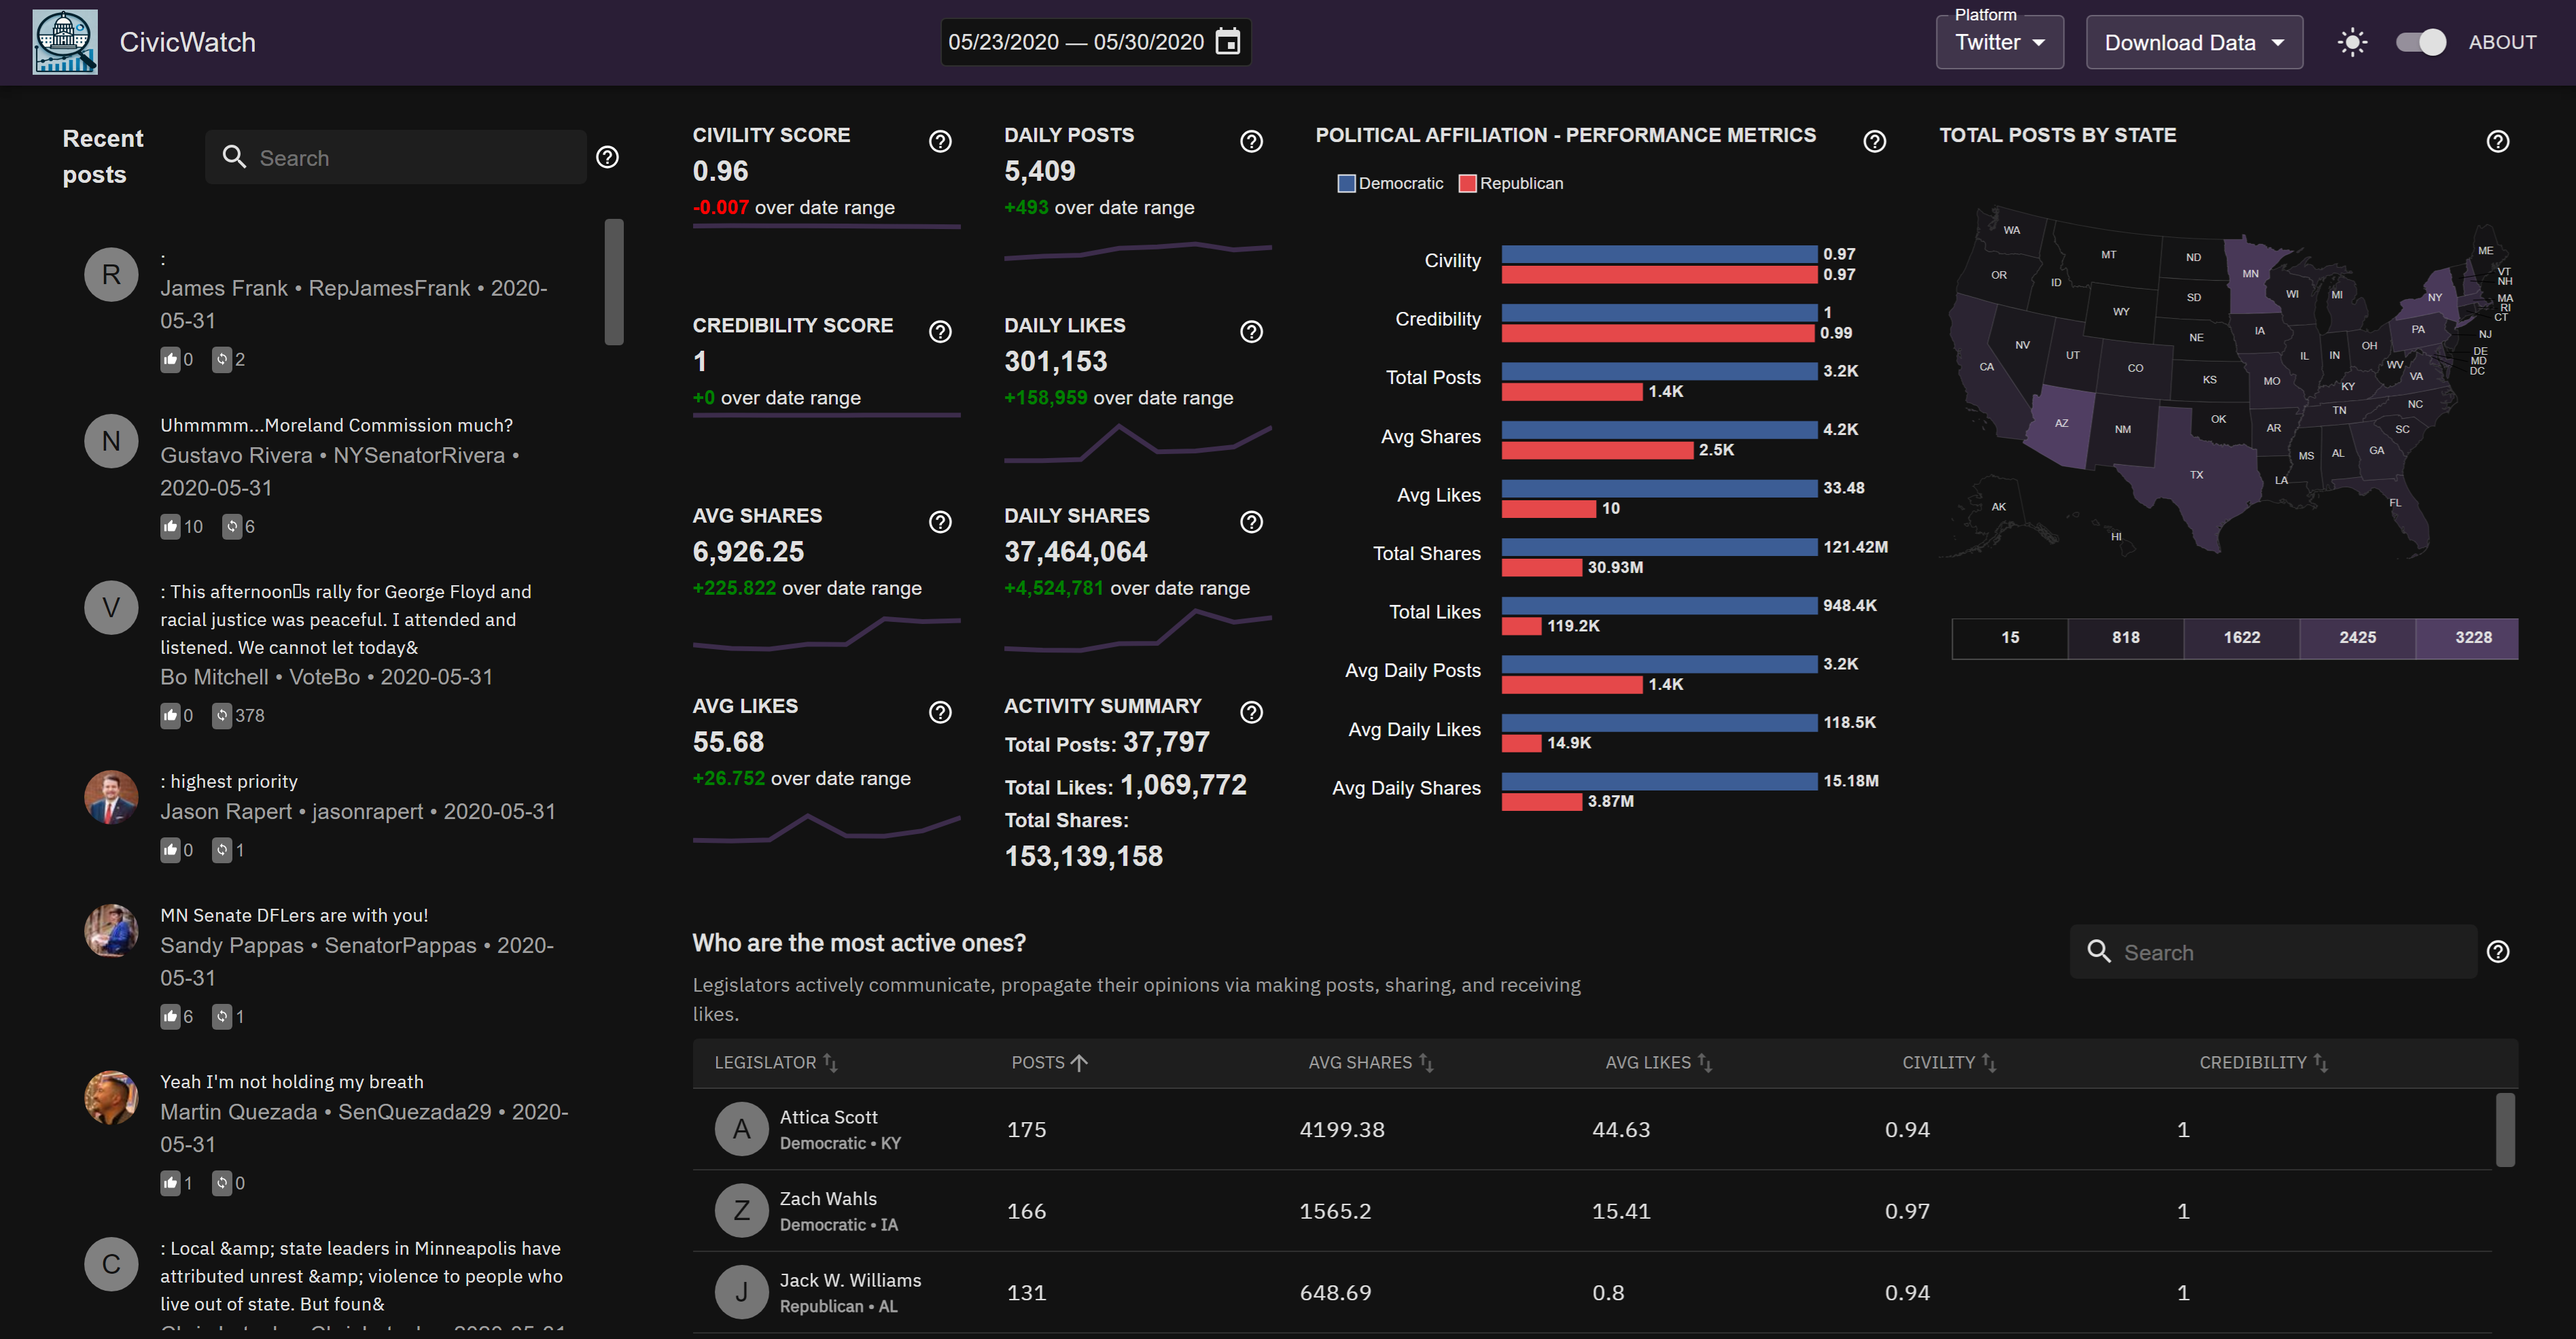 CivicWatch
05/23/2020 — 05/30/2020
Platform
Twitter
Download Data
ABOUT
Recent
posts
Search
R
:
James Frank • RepJamesFrank • 2020-
05-31
0 2
N
Uhmmmm...Moreland Commission much?
Gustavo Rivera • NYSenatorRivera •
2020-05-31
10 6
V
: This afternoon▯s rally for George Floyd and
racial justice was peaceful. I attended and
listened. We cannot let today&
Bo Mitchell • VoteBo • 2020-05-31
0 378
: highest priority
Jason Rapert • jasonrapert • 2020-05-31
0 1
MN Senate DFLers are with you!
Sandy Pappas • SenatorPappas • 2020-
05-31
6 1
Yeah I'm not holding my breath
Martin Quezada • SenQuezada29 • 2020-
05-31
1 0
C
: Local &amp; state leaders in Minneapolis have
attributed unrest &amp; violence to people who
live out of state. But foun&
CIVILITY SCORE
0.96
-0.007 over date range
DAILY POSTS
5,409
+493 over date range
CREDIBILITY SCORE
1
+0 over date range
DAILY LIKES
301,153
+158,959 over date range
AVG SHARES
6,926.25
+225.822 over date range
DAILY SHARES
37,464,064
+4,524,781 over date range
AVG LIKES
55.68
+26.752 over date range
ACTIVITY SUMMARY
Total Posts: 37,797
Total Likes: 1,069,772
Total Shares:
153,139,158
POLITICAL AFFILIATION - PERFORMANCE METRICS
Democratic Republican
Civility 0.97
0.97
Credibility 1
0.99
Total Posts 3.2K
1.4K
Avg Shares 4.2K
2.5K
Avg Likes 33.48
10
Total Shares 121.42M
30.93M
Total Likes 948.4K
119.2K
Avg Daily Posts 3.2K
1.4K
Avg Daily Likes 118.5K
14.9K
Avg Daily Shares 15.18M
3.87M
TOTAL POSTS BY STATE
WA
MT
ND
MN
ME
OR
ID
SD
WI
MI
NY
VT
NH
MA
RI
CT
WY
IA
PA
NJ
NV
UT
NE
IL
IN
OH
DE
MD
DC
CA
CO
KS
MO
WV
VA
KY
AZ
NM
OK
AR
TN
NC
SC
TX
MS
AL
GA
LA
FL
AK
HI
15 818 1622 2425 3228
Who are the most active ones?
Legislators actively communicate, propagate their opinions via making posts, sharing, and receiving
likes.
Search
LEGISLATOR POSTS AVG SHARES AVG LIKES CIVILITY CREDIBILITY
A
Attica Scott
Democratic • KY
175 4199.38 44.63 0.94 1
Z
Zach Wahls
Democratic • IA
166 1565.2 15.41 0.97 1
J
Jack W. Williams
Republican • AL
131 648.69 0.8 0.94 1